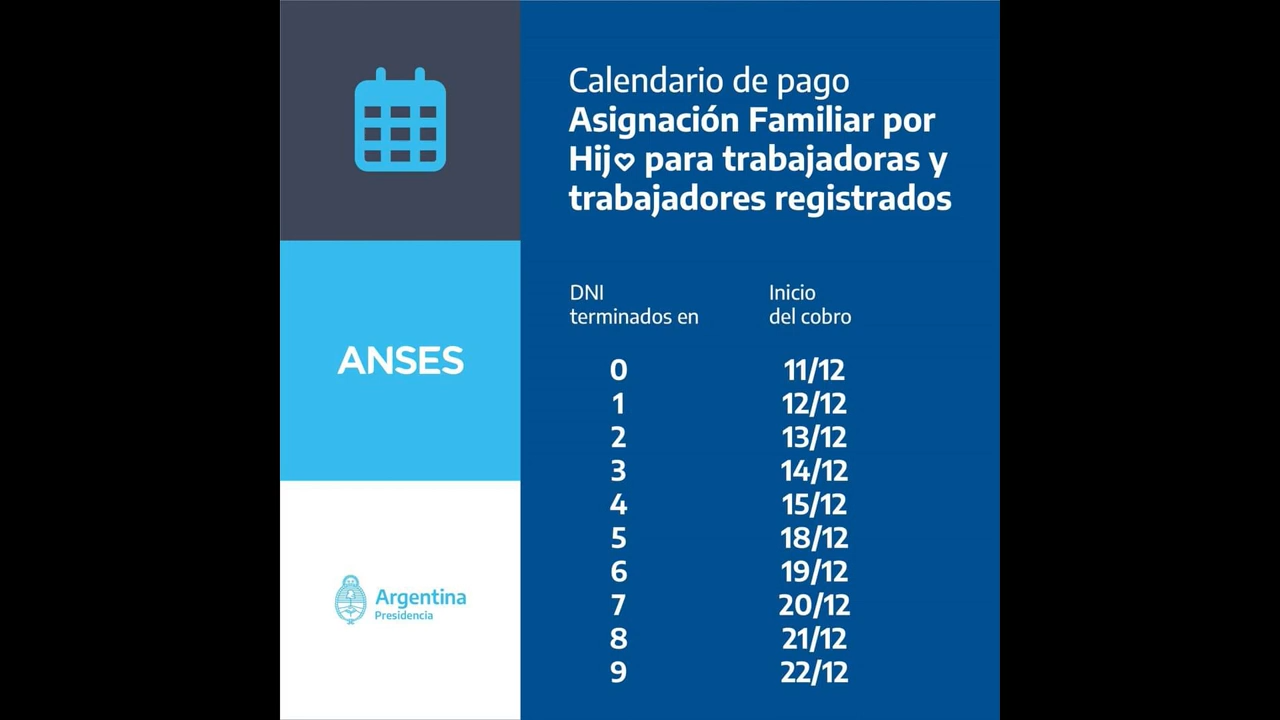 Calendario de pago
Asignación Familiar por
Hij♡ para trabajadoras y
trabajadores registrados
ANSES
Argentina
Presidencia
DNI terminados en Inicio del cobro
0 11/12
1 12/12
2 13/12
3 14/12
4 15/12
5 18/12
6 19/12
7 20/12
8 21/12
9 22/12